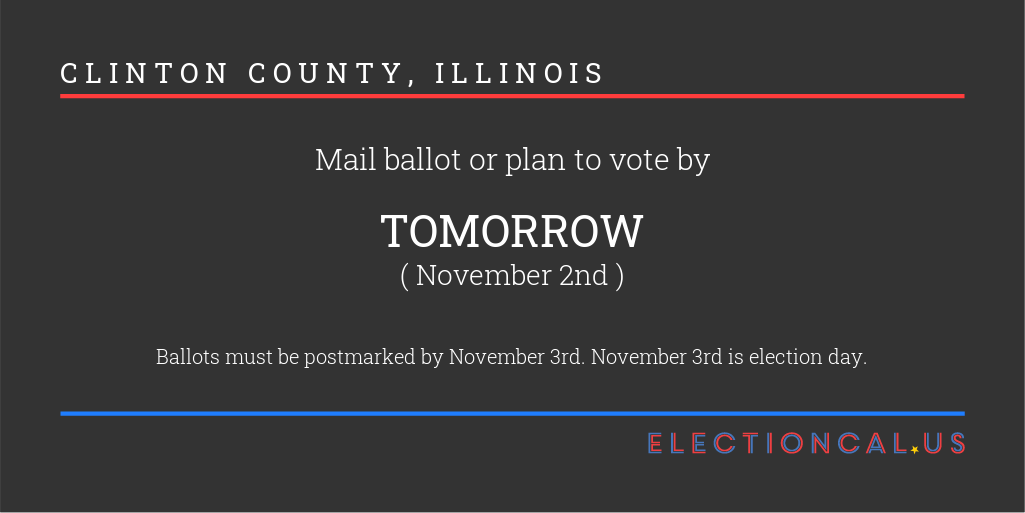 CLINTON COUNTY, ILLINOIS
Mail ballot or plan to vote by
TOMORROW
( November 2nd )
Ballots must be postmarked by November 3rd. November 3rd is election day.
ELECTIONCAL★US